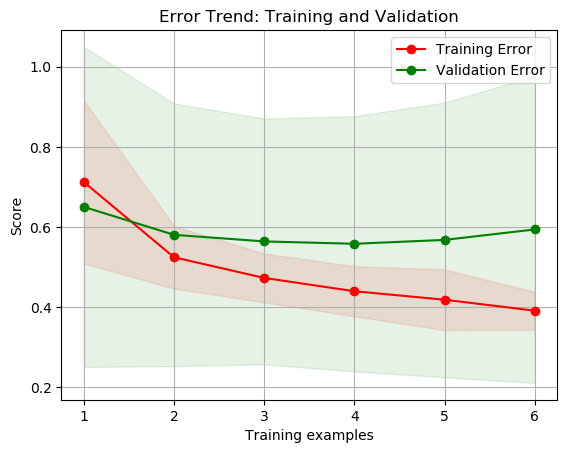 Error Trend: Training and Validation
Training Error
Validation Error
Score
1.0
0.8
0.6
0.4
0.2
1 2 3 4 5 6
Training examples